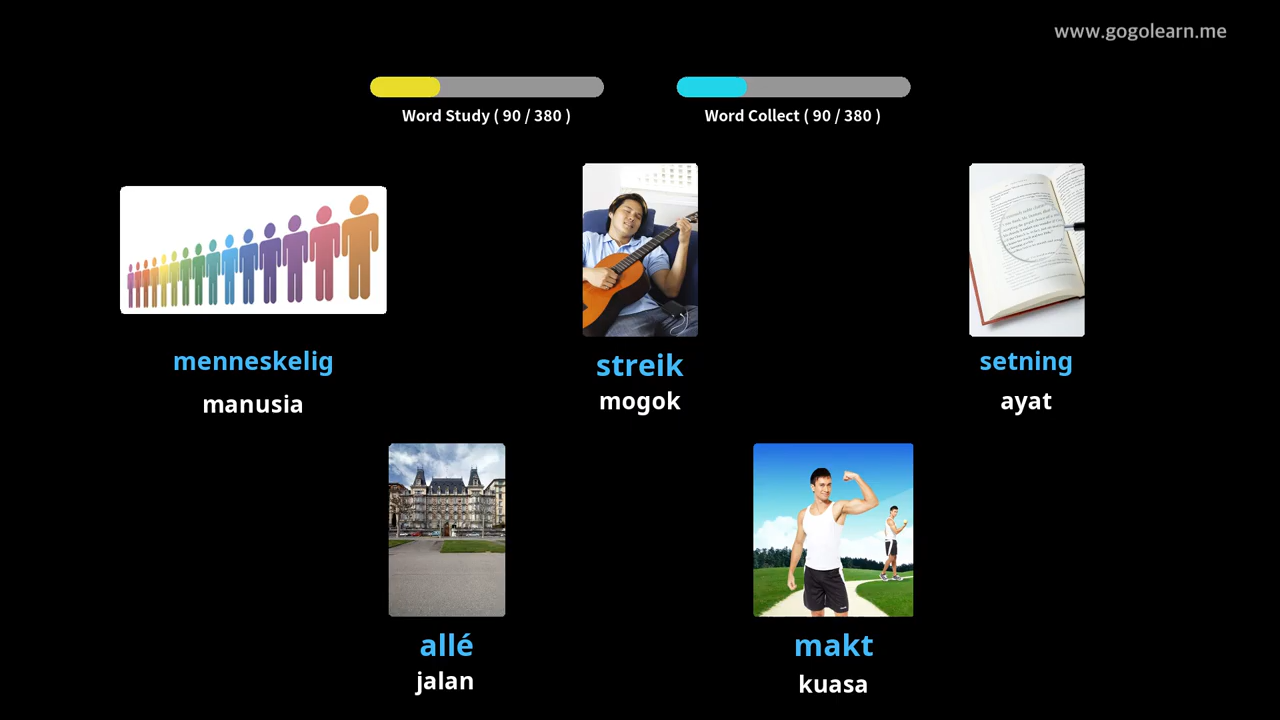 www.gogolearn.me
Word Study ( 90 / 380 )
Word Collect ( 90 / 380 )
menneskelig
manusia
streik
mogok
setning
ayat
allé
jalan
makt
kuasa